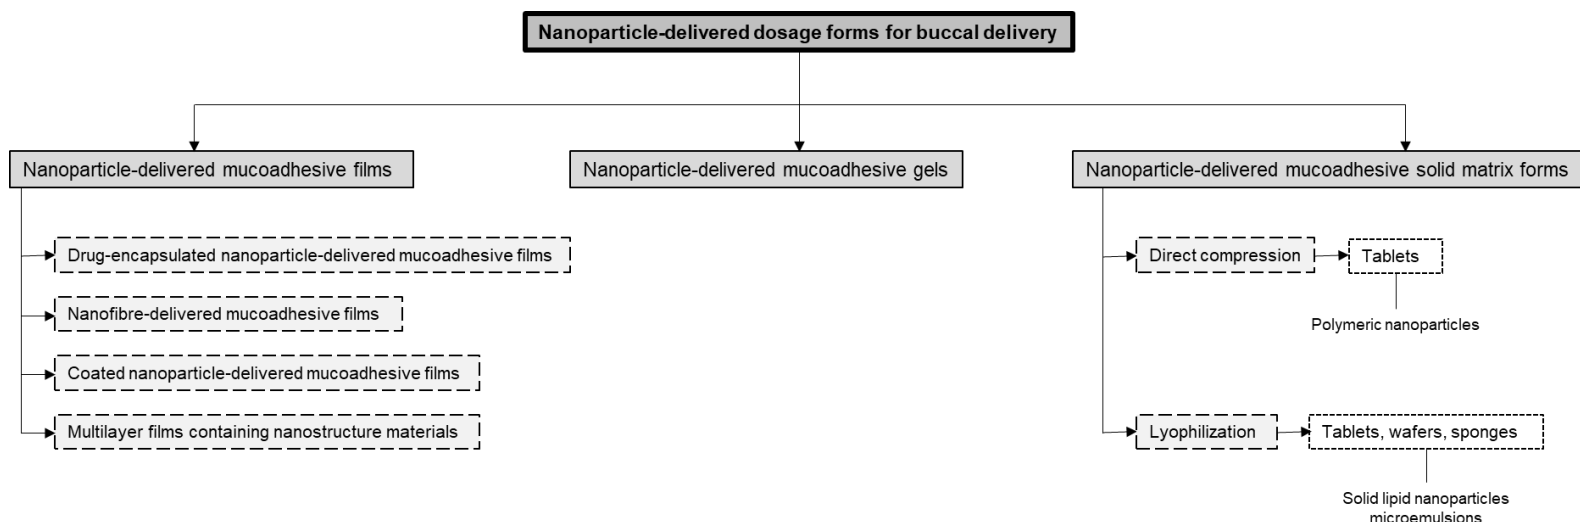 Nanoparticle-delivered dosage forms for buccal delivery
Nanoparticle-delivered mucoadhesive films
Nanoparticle-delivered mucoadhesive gels
Nanoparticle-delivered mucoadhesive solid matrix forms
Drug-encapsulated nanoparticle-delivered mucoadhesive films
Nanofibre-delivered mucoadhesive films
Coated nanoparticle-delivered mucoadhesive films
Multilayer films containing nanostructure materials
Direct compression
Tablets
Polymeric nanoparticles
Lyophilization
Tablets, wafers, sponges
Solid lipid nanoparticles
microemulsions